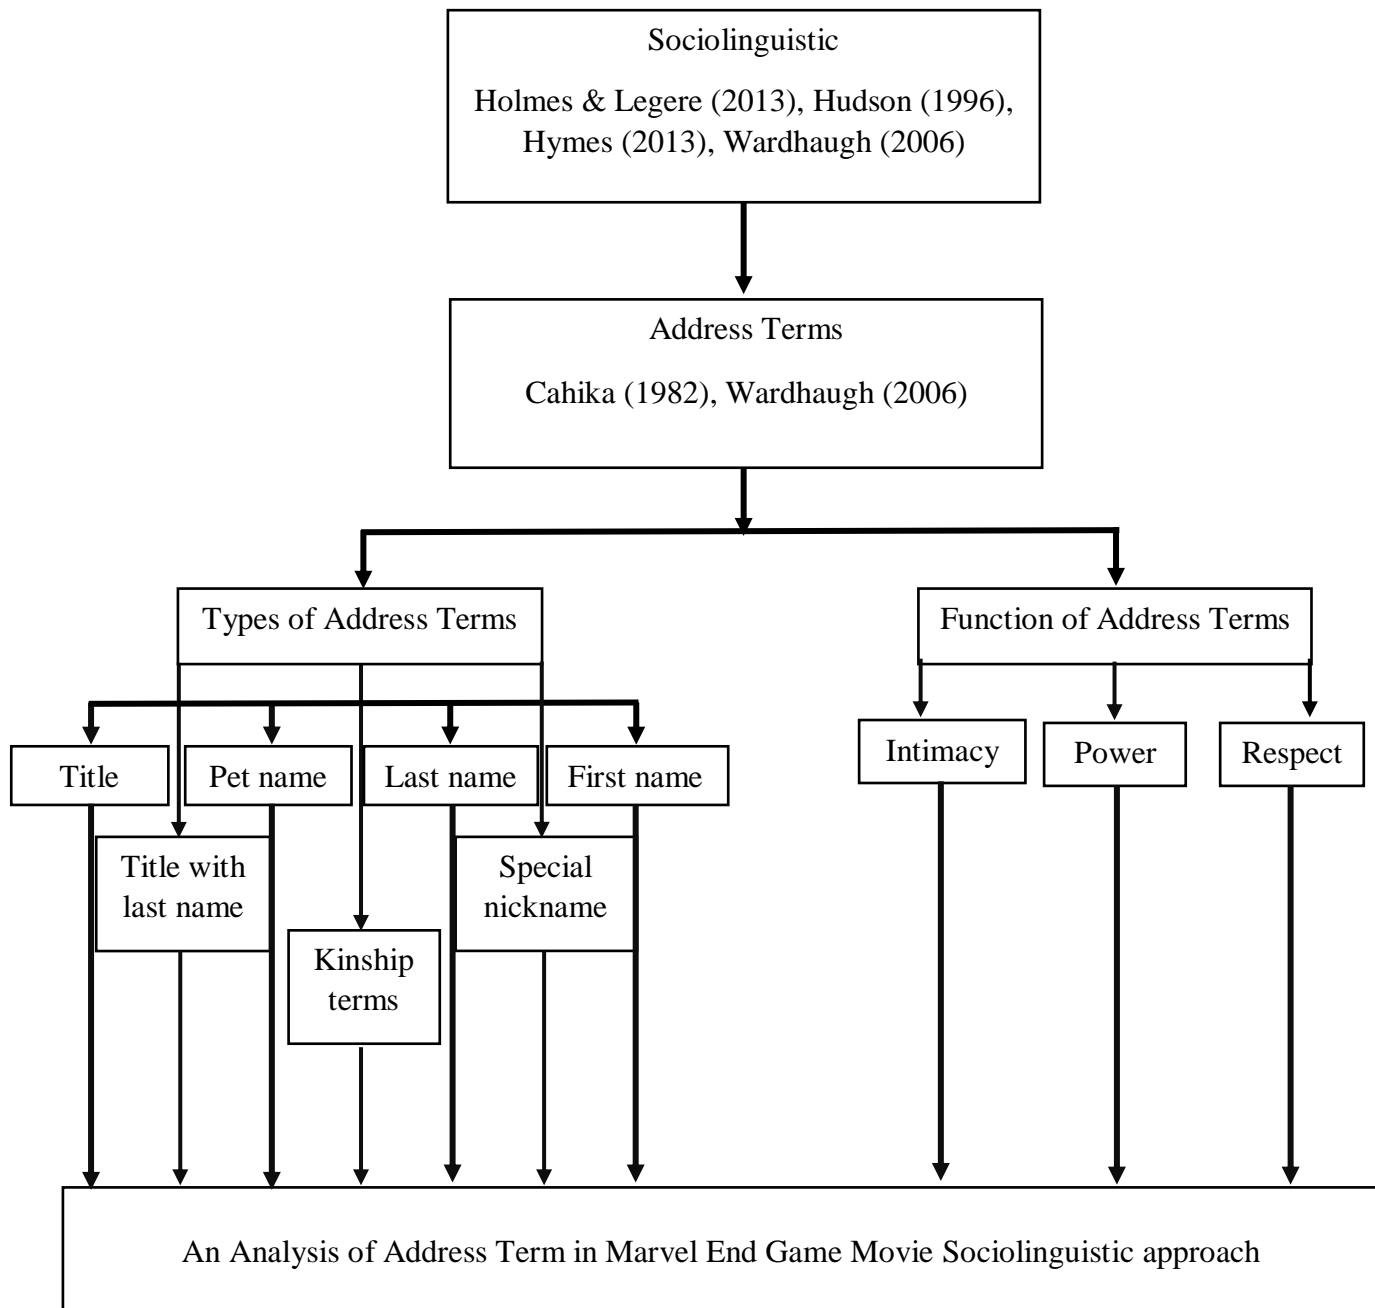 Sociolinguistic
Holmes & Legere (2013), Hudson (1996),
Hymes (2013), Wardhaugh (2006)
Address Terms
Cahika (1982), Wardhaugh (2006)
Types of Address Terms
Function of Address Terms
Title
Pet name
Last name
First name
Intimacy
Power
Respect
Title with
last name
Special
nickname
Kinship
terms
An Analysis of Address Term in Marvel End Game Movie Sociolinguistic approach